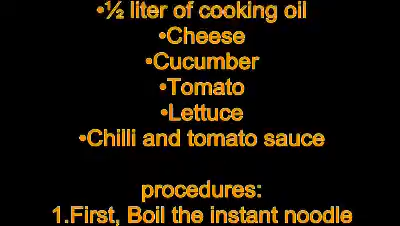 •½ liter of cooking oil
•Cheese
•Cucumber
•Tomato
•Lettuce
•Chilli and tomato sauce
procedures:
1.First, Boil the instant noodle